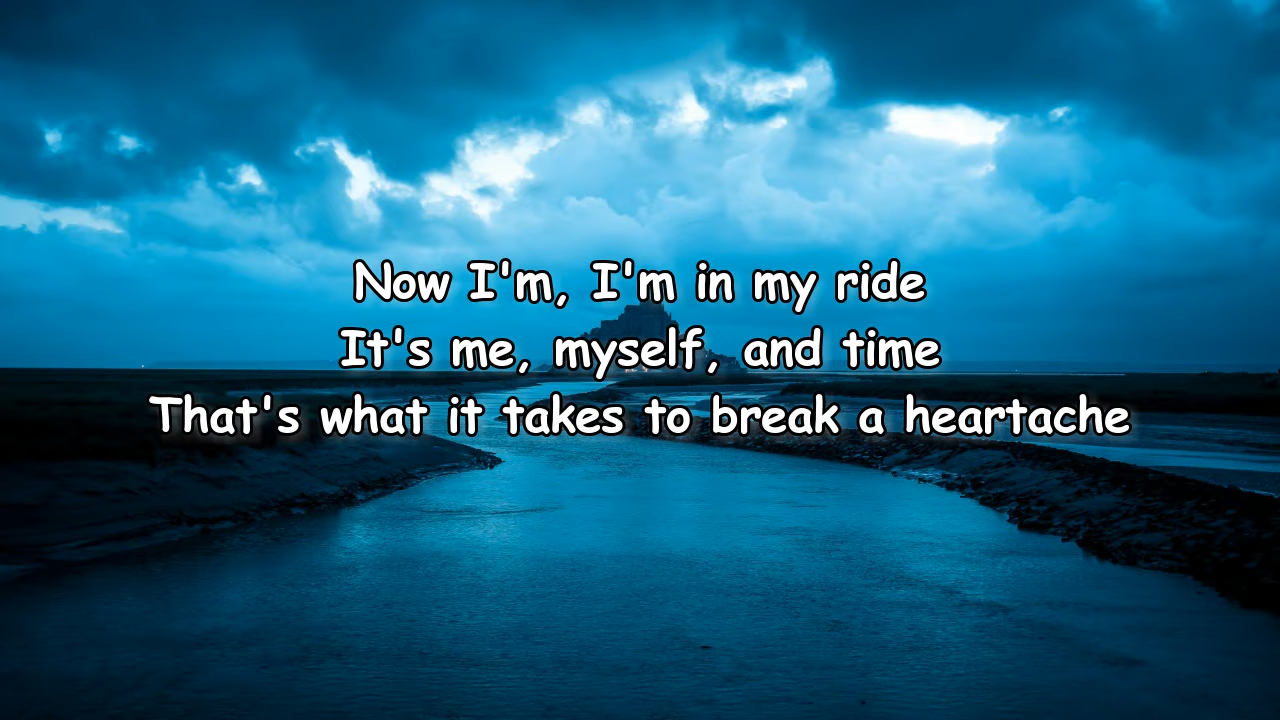 Now I'm, I'm in my ride
It's me, myself, and time
That's what it takes to break a heartache